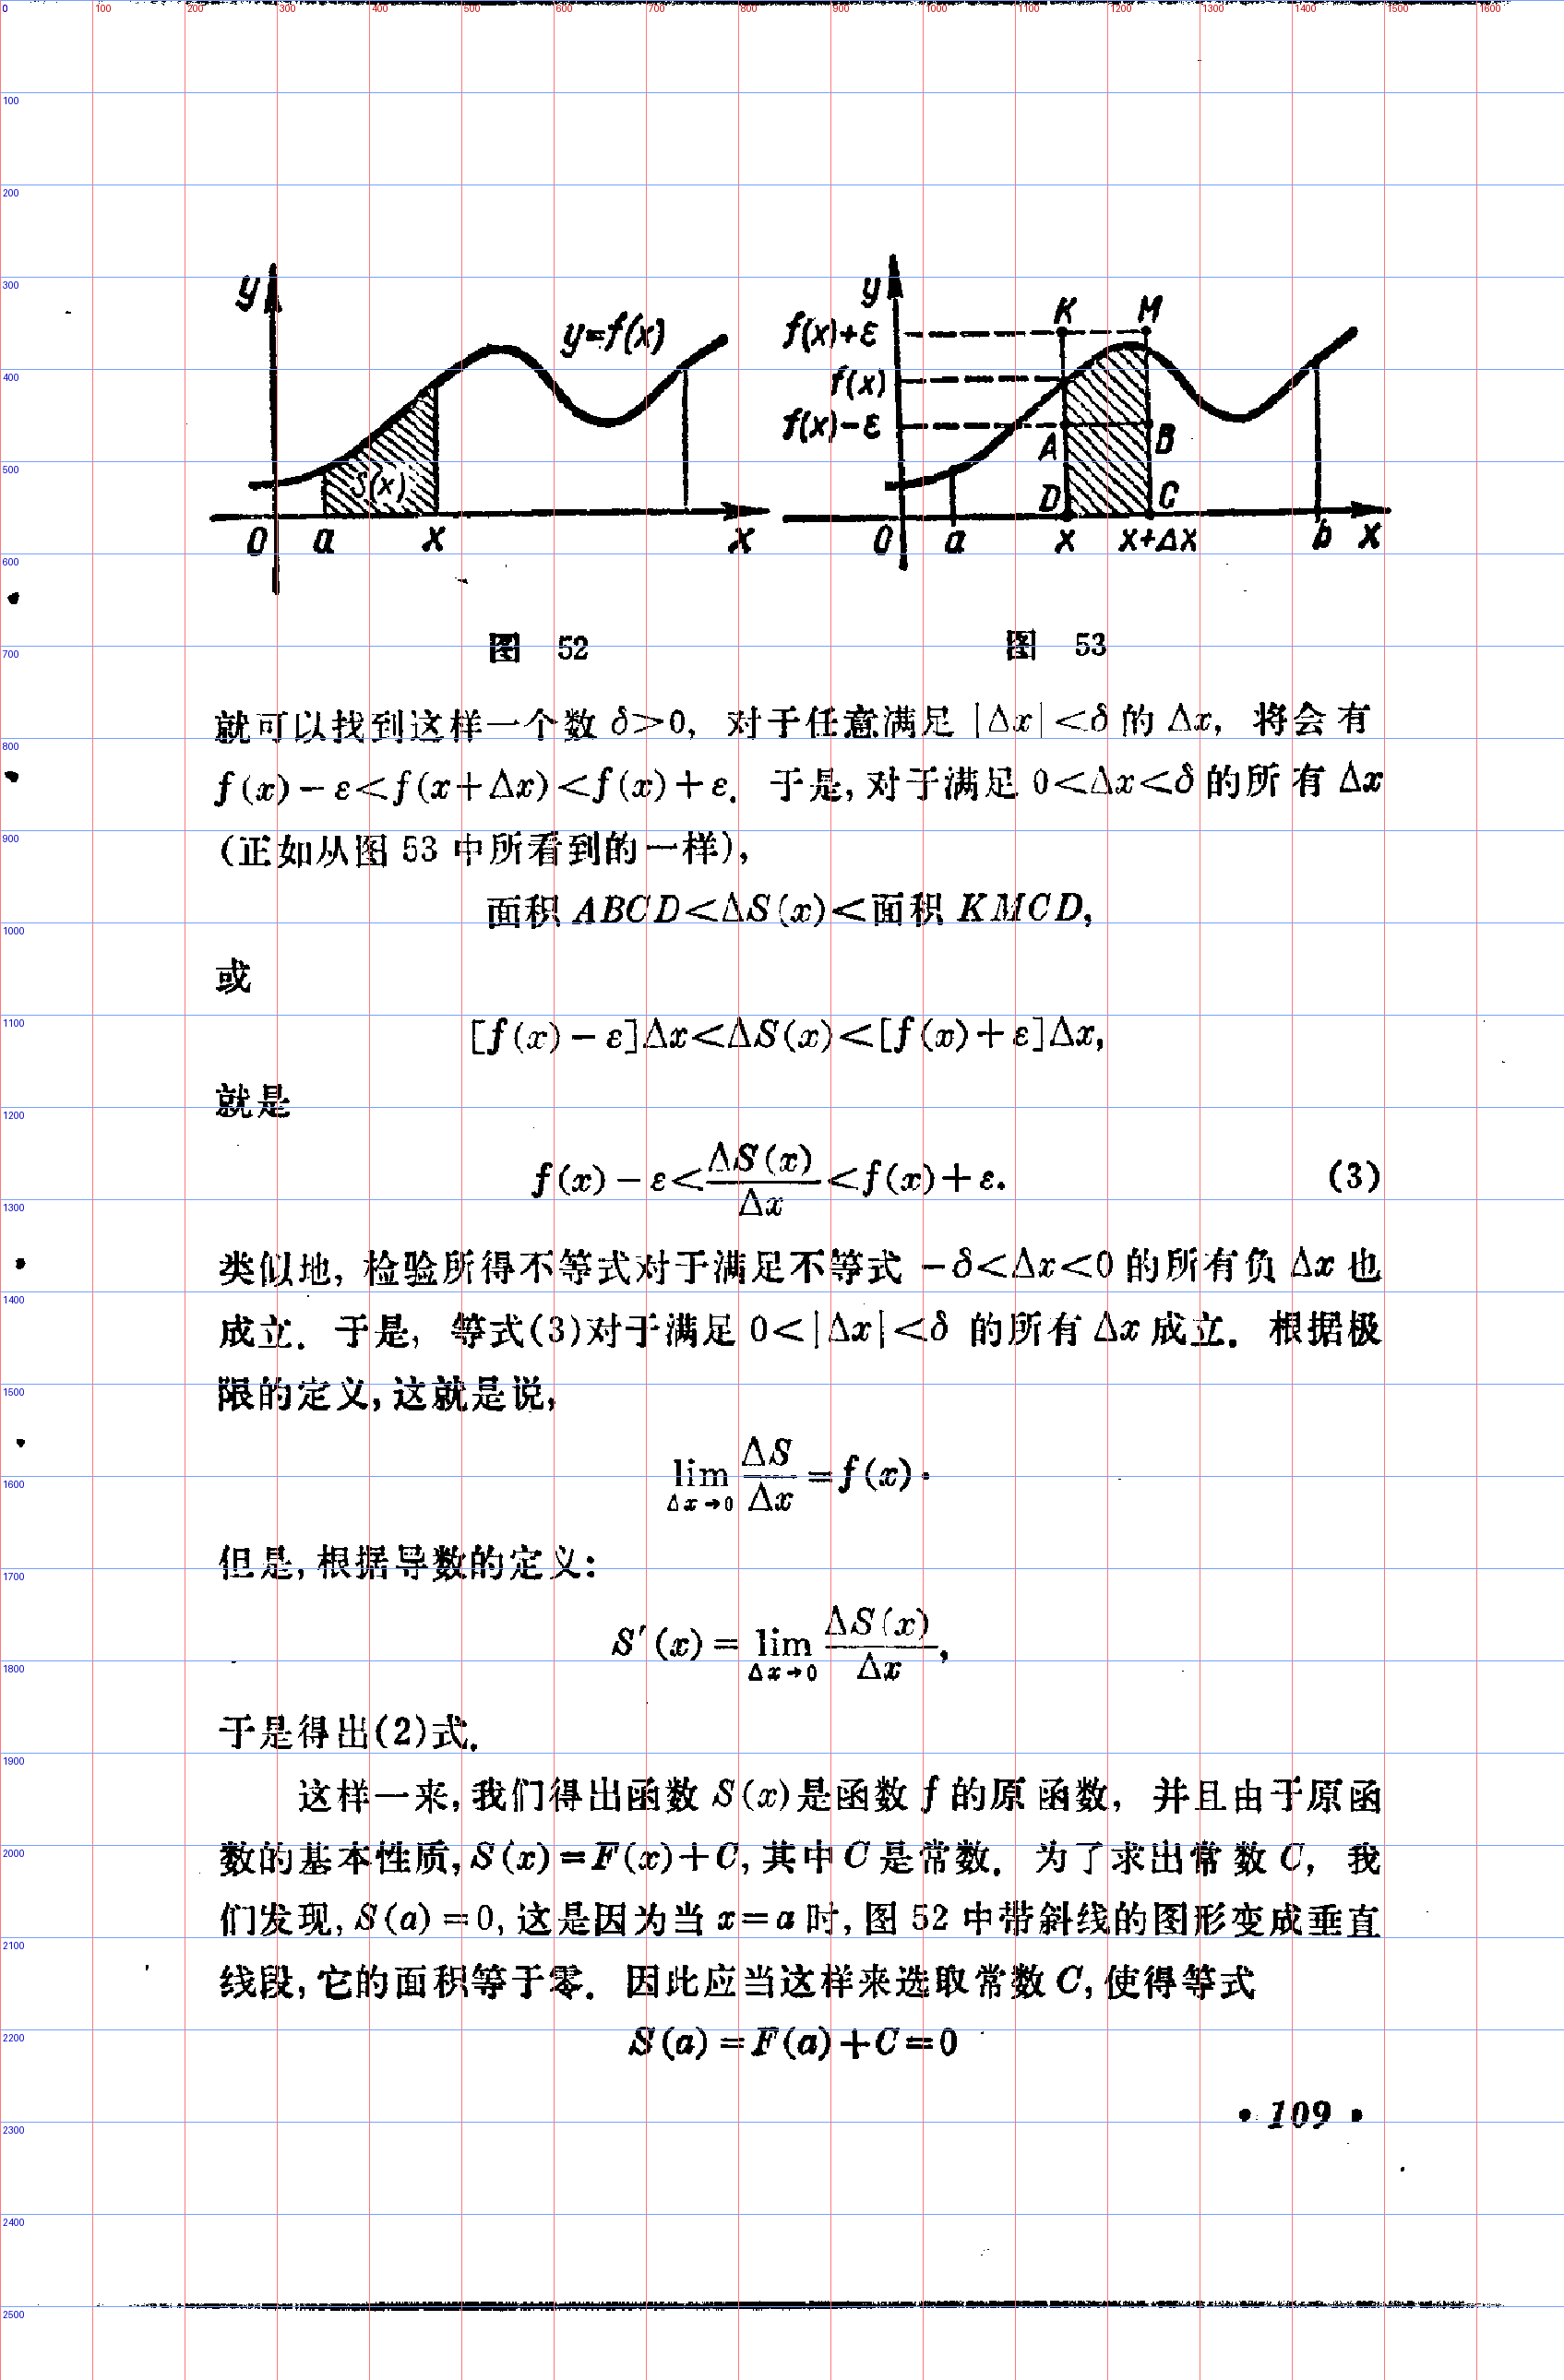 y
y=f(x)
S(x)
O a x x
y
K M
f(x)+ε
f(x)
f(x)-ε
A B
D C
O a x x+Δx b x
图 52
图 53
就可以找到这样一个数 δ>0, 对于任意满足 |Δx|<δ 的 Δx, 将会有
f(x)-ε<f(x+Δx)<f(x)+ε. 于是, 对于满足 0<Δx<δ 的所有 Δx
(正如从图 53 中所看到的一样),
面积 ABCD<ΔS(x)<面积 KMCD,
或
[f(x)-ε]Δx<ΔS(x)<[f(x)+ε]Δx,
就是
f(x)-ε<ΔS(x)/Δx<f(x)+ε. (3)
类似地, 检验所得不等式对于满足不等式 -δ<Δx<0 的所有负 Δx 也
成立. 于是, 等式(3)对于满足 0<|Δx|<δ 的所有 Δx 成立. 根据极
限的定义, 这就是说,
lim Δx→0 ΔS/Δx=f(x).
但是, 根据导数的定义:
S′(x)=lim Δx→0 ΔS(x)/Δx,
于是得出(2)式.
这样一来, 我们得出函数 S(x)是函数 f 的原函数, 并且由于原函
数的基本性质, S(x)=F(x)+C, 其中 C 是常数. 为了求出常数 C, 我
们发现, S(a)=0, 这是因为当 x=a 时, 图 52 中带斜线的图形变成垂直
线段, 它的面积等于零. 因此应当这样来选取常数 C, 使得等式
S(a)=F(a)+C=0
• 109 •